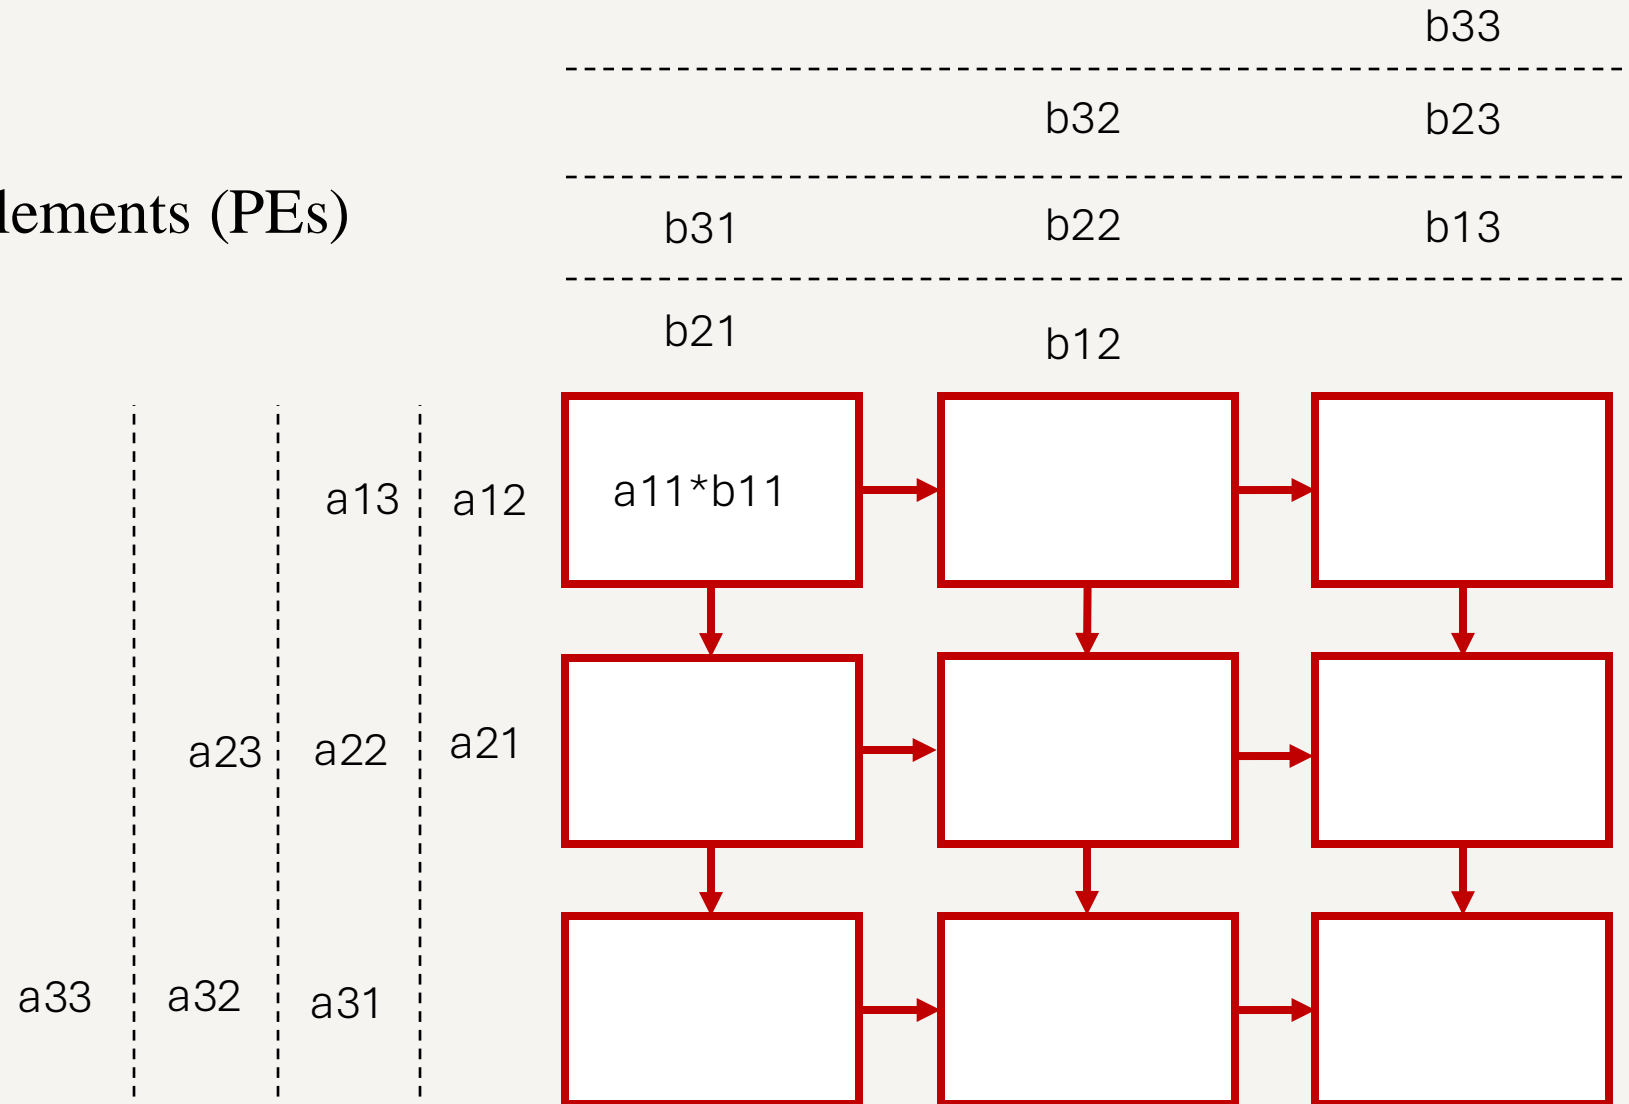 b33
b32 b23
lements (PEs)
b31 b22 b13
b21 b12
a13 a12 a11*b11
a23 a22 a21
a33 a32 a31